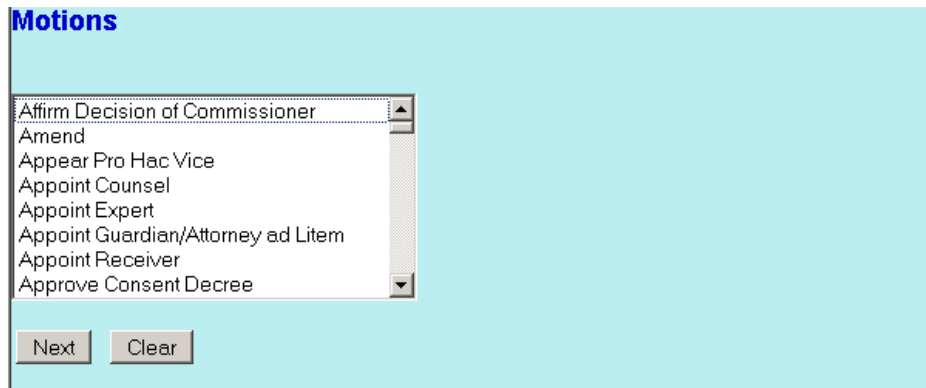 Motions
Affirm Decision of Commissioner
Amend
Appear Pro Hac Vice
Appoint Counsel
Appoint Expert
Appoint Guardian/Attorney ad Litem
Appoint Receiver
Approve Consent Decree
Next Clear